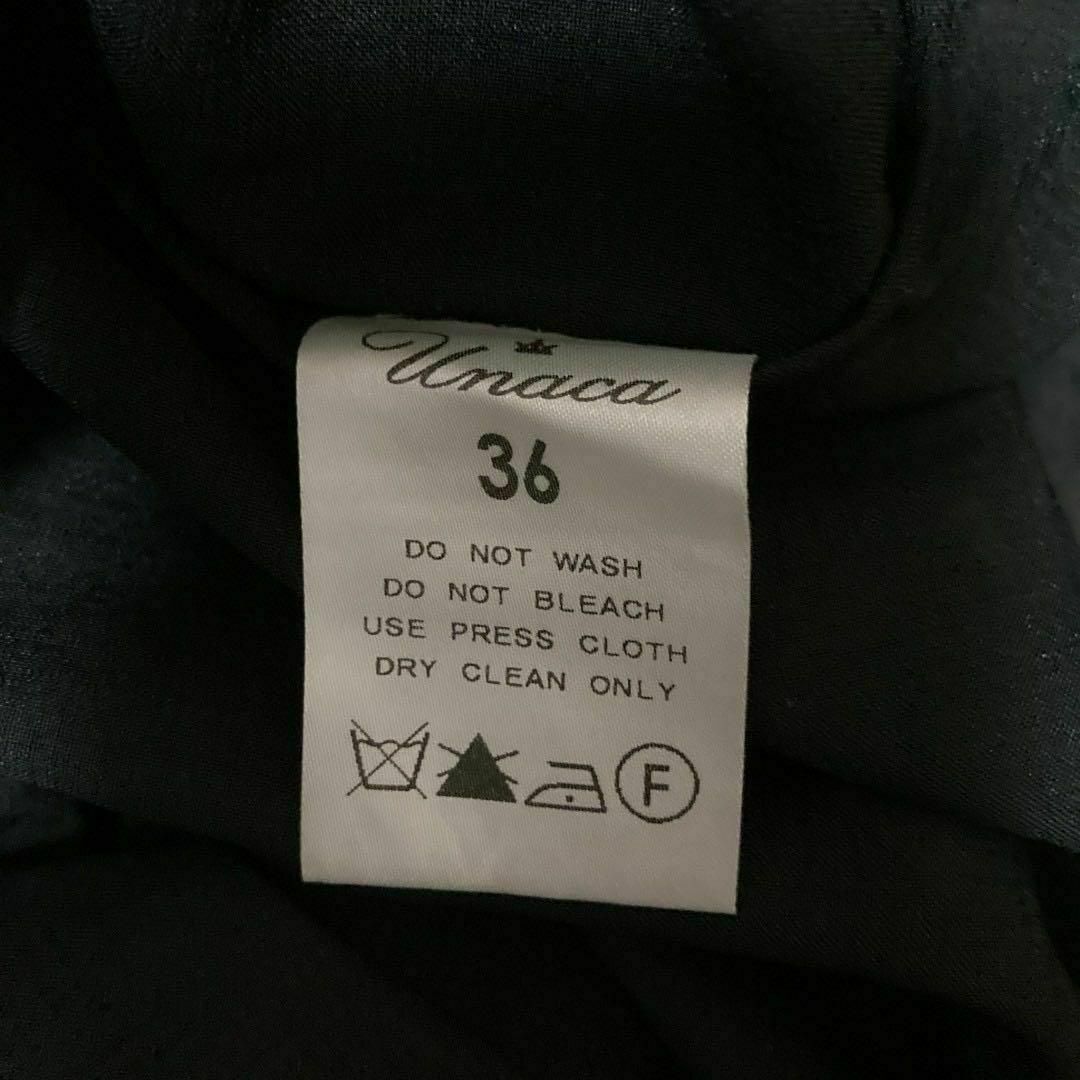 Unaca
36
DO NOT WASH
DO NOT BLEACH
USE PRESS CLOTH
DRY CLEAN ONLY
F